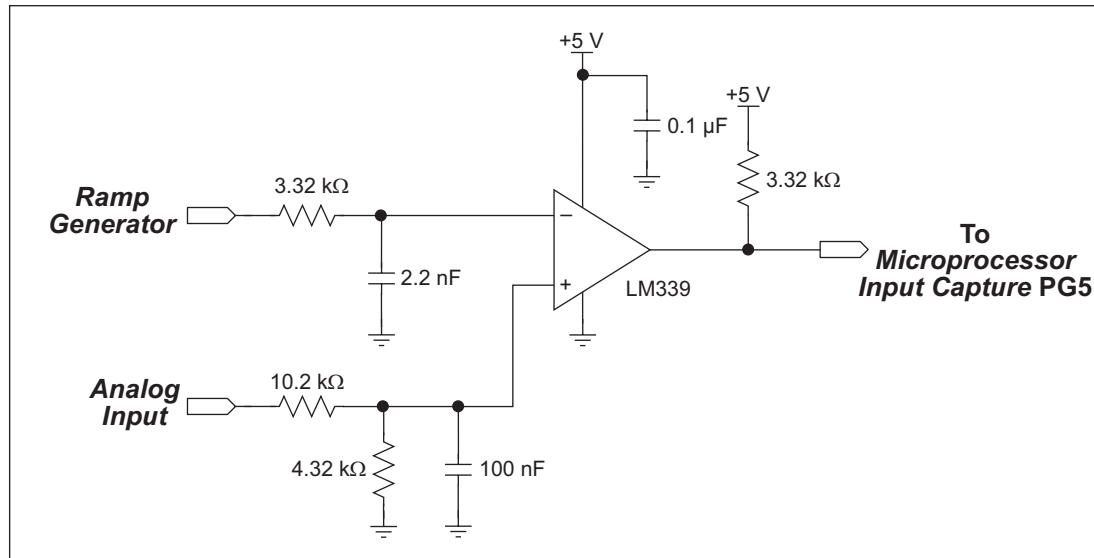 +5 V
+5 V
0.1 μF
3.32 kΩ
Ramp
Generator
3.32 kΩ
−
2.2 nF
+
LM339
To
Microprocessor
Input Capture PG5
Analog
Input
10.2 kΩ
4.32 kΩ
100 nF